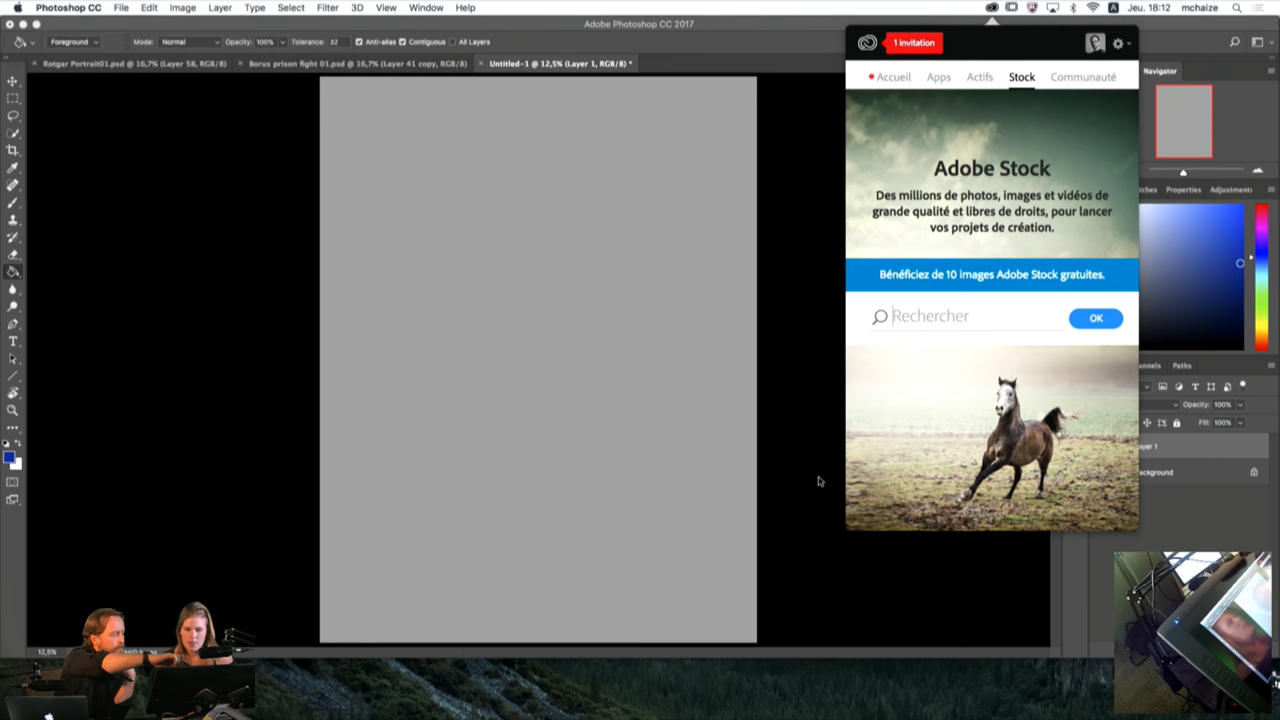 Photoshop CC File Edit Image Layer Type Select Filter 3D View Window Help
Jeu. 18:12 mchaize
Adobe Photoshop CC 2017
Foreground Mode: Normal Opacity: 100% Tolerance: 32 Anti-alias Contiguous All Layers
Rotgar Portrait01.psd @ 16,7% (Layer 58, RGB/8)
Borus prison fight 01.psd @ 16,7% (Layer 41 copy, RGB/8)
Untitled-1 @ 12,5% (Layer 1, RGB/8) *
1 invitation
Accueil Apps Actifs Stock Communauté
Adobe Stock
Des millions de photos, images et vidéos de
grande qualité et libres de droits, pour lancer
vos projets de création.
Bénéficiez de 10 images Adobe Stock gratuites.
Rechercher
OK
Navigator
tches Properties Adjustments
annels Paths
Opacity: 100%
Fill: 100%
ayer 1
ackground
12,5%